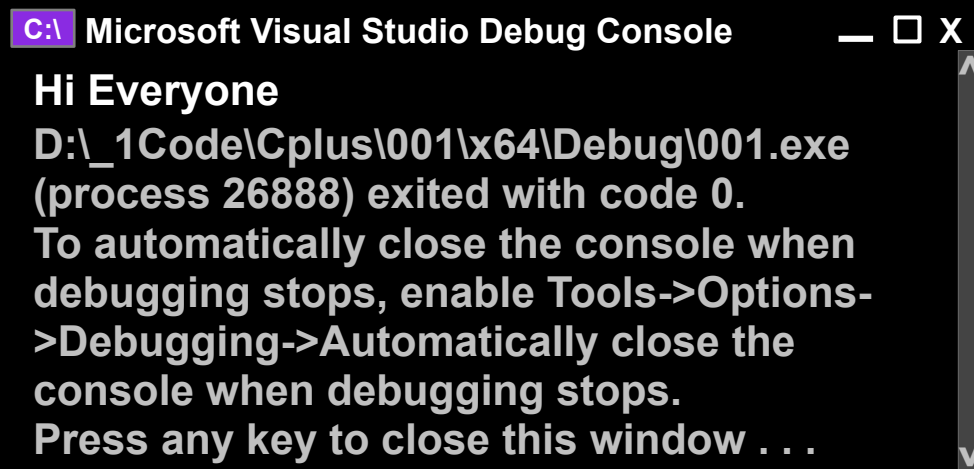 C:\ Microsoft Visual Studio Debug Console X
Hi Everyone
D:\_1Code\Cplus\001\x64\Debug\001.exe
(process 26888) exited with code 0.
To automatically close the console when
debugging stops, enable Tools->Options-
>Debugging->Automatically close the
console when debugging stops.
Press any key to close this window . . .